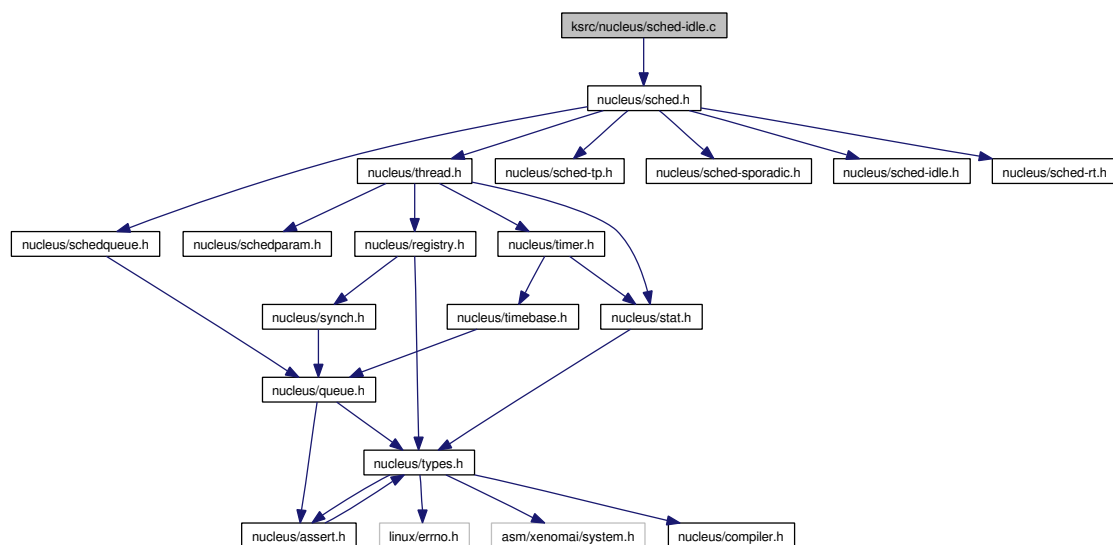 ksrc/nucleus/sched-idle.c
nucleus/sched.h
nucleus/thread.h
nucleus/sched-tp.h
nucleus/sched-sporadic.h
nucleus/sched-idle.h
nucleus/sched-rt.h
nucleus/schedqueue.h
nucleus/schedparam.h
nucleus/registry.h
nucleus/timer.h
nucleus/synch.h
nucleus/timebase.h
nucleus/stat.h
nucleus/queue.h
nucleus/types.h
nucleus/assert.h
linux/errno.h
asm/xenomai/system.h
nucleus/compiler.h